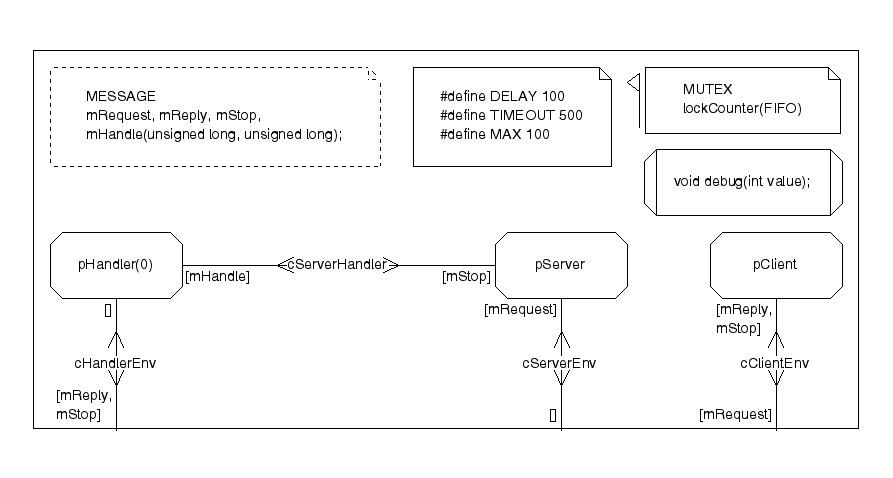 MESSAGE
mRequest, mReply, mStop,
mHandle(unsigned long, unsigned long);
#define DELAY 100
#define TIMEOUT 500
#define MAX 100
MUTEX
lockCounter(FIFO)
void debug(int value);
pHandler(0)
cServerHandler
pServer
pClient
[mHandle]
[mStop]
[]
[mRequest]
[mReply,
mStop]
cHandlerEnv
cServerEnv
cClientEnv
[mReply,
mStop]
[]
[mRequest]